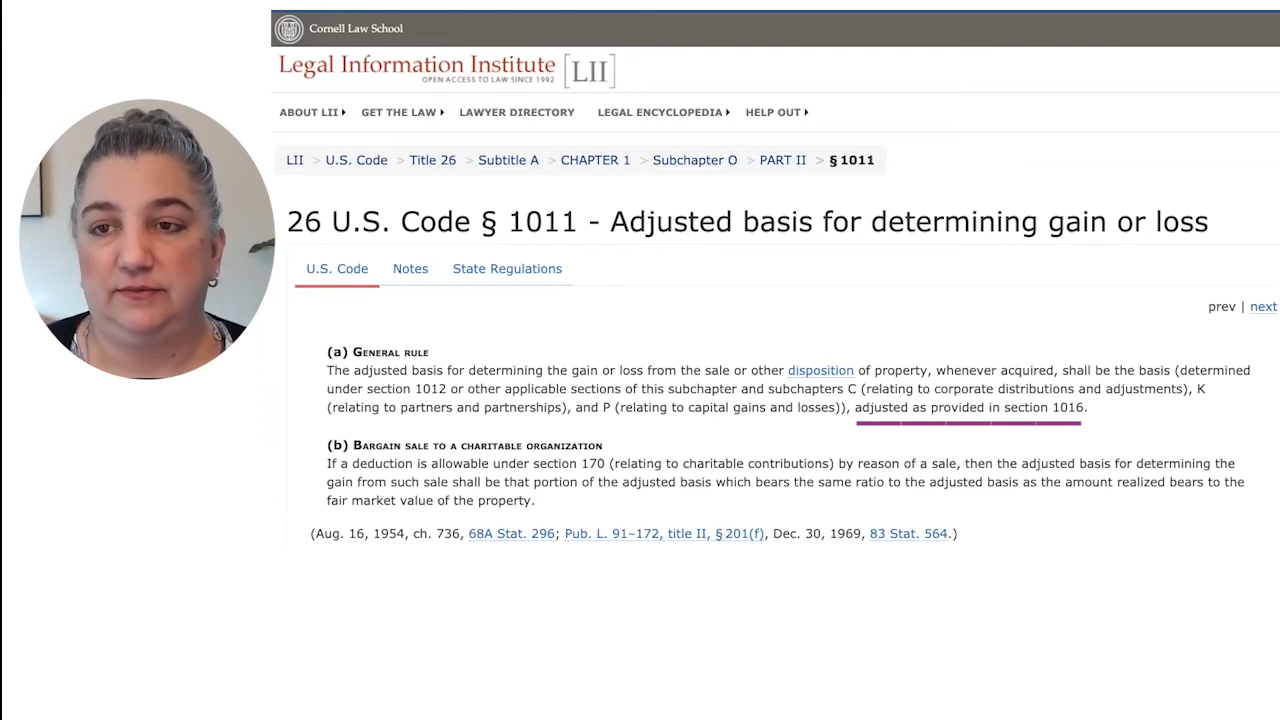 Cornell Law School
Legal Information Institute [LII]
OPEN ACCESS TO LAW SINCE 1992
ABOUT LII GET THE LAW LAWYER DIRECTORY LEGAL ENCYCLOPEDIA HELP OUT
LII > U.S. Code > Title 26 > Subtitle A > CHAPTER 1 > Subchapter O > PART II > § 1011
26 U.S. Code § 1011 - Adjusted basis for determining gain or loss
U.S. Code Notes State Regulations
prev | next
(a) GENERAL RULE
The adjusted basis for determining the gain or loss from the sale or other disposition of property, whenever acquired, shall be the basis (determined
under section 1012 or other applicable sections of this subchapter and subchapters C (relating to corporate distributions and adjustments), K
(relating to partners and partnerships), and P (relating to capital gains and losses)), adjusted as provided in section 1016.
(b) BARGAIN SALE TO A CHARITABLE ORGANIZATION
If a deduction is allowable under section 170 (relating to charitable contributions) by reason of a sale, then the adjusted basis for determining the
gain from such sale shall be that portion of the adjusted basis which bears the same ratio to the adjusted basis as the amount realized bears to the
fair market value of the property.
(Aug. 16, 1954, ch. 736, 68A Stat. 296; Pub. L. 91–172, title II, § 201(f), Dec. 30, 1969, 83 Stat. 564.)